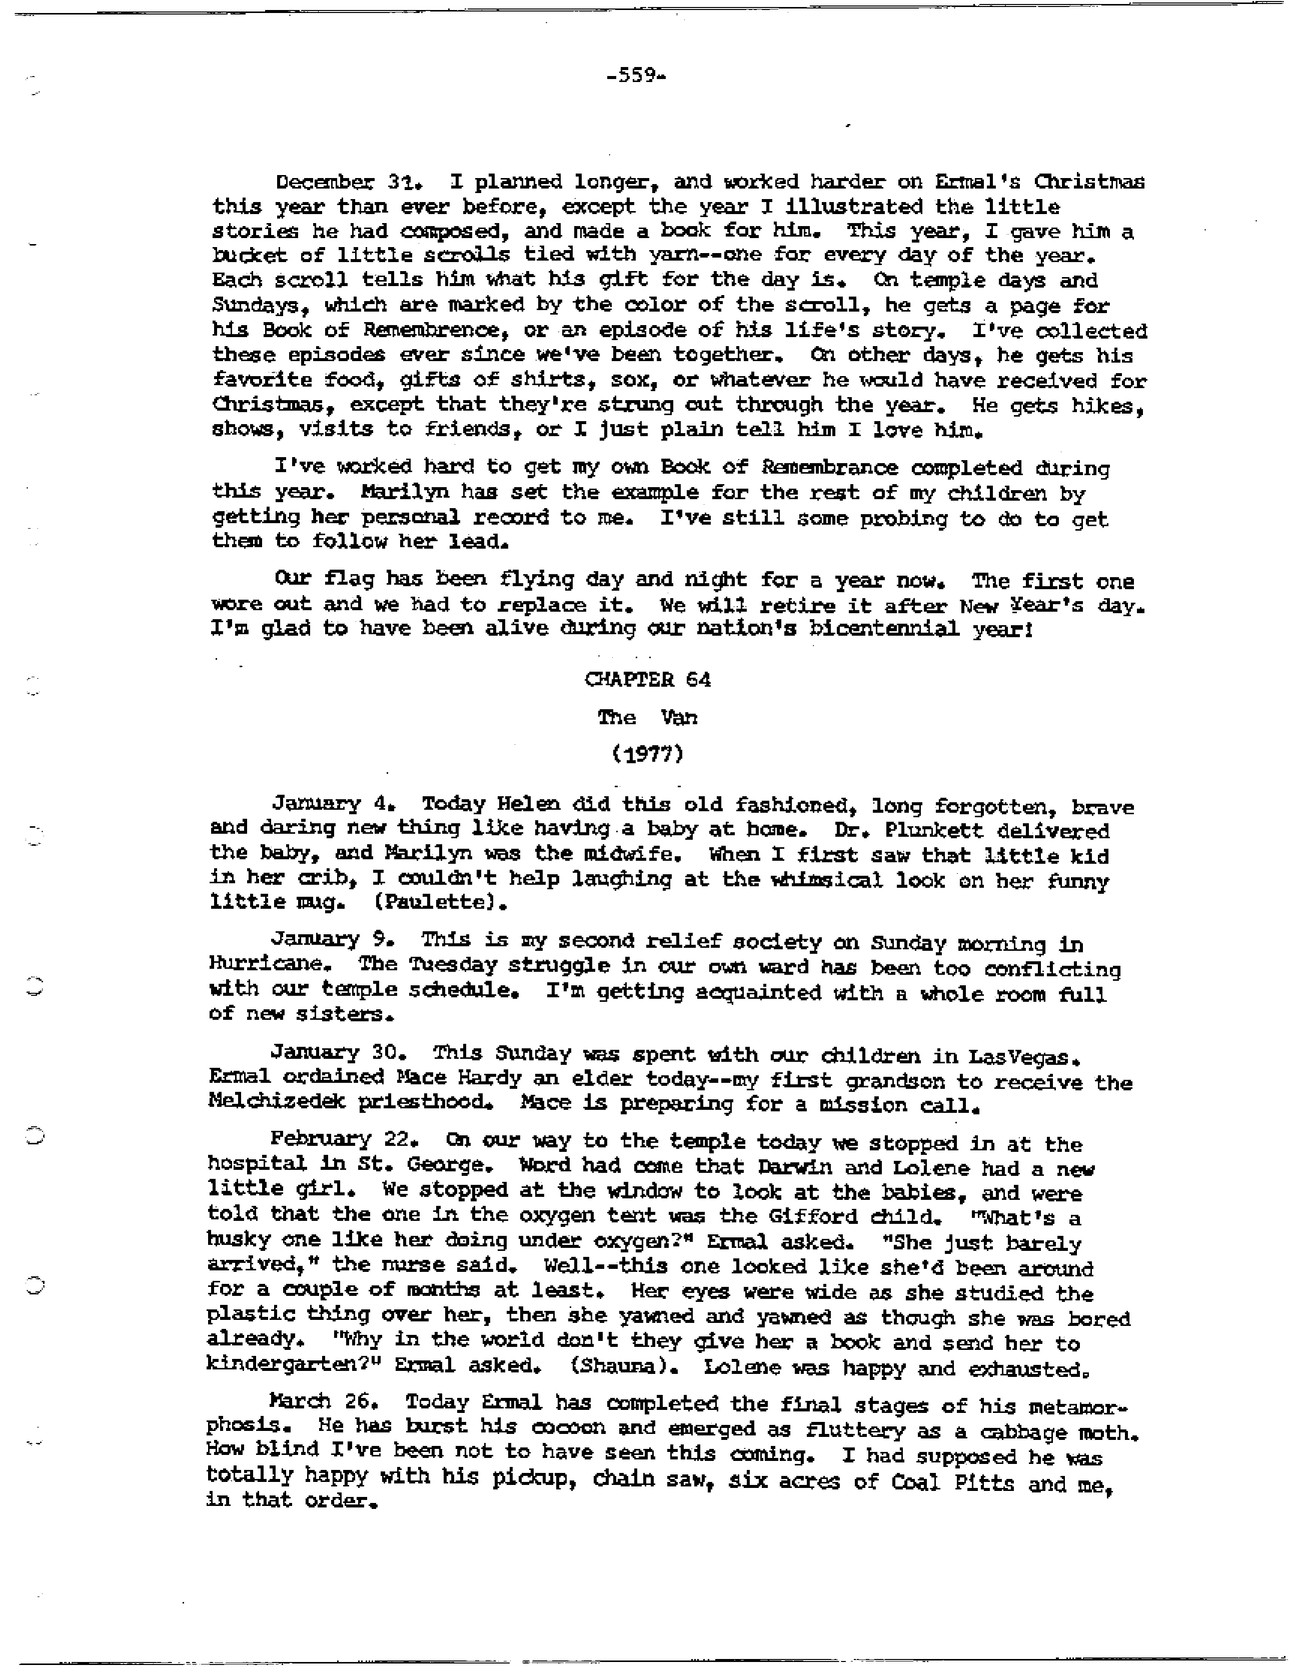 -559-
December 31. I planned longer, and worked harder on Ermal's Christmas
this year than ever before, except the year I illustrated the little
stories he had composed, and made a book for him. This year, I gave him a
bucket of little scrolls tied with yarn--one for every day of the year.
Each scroll tells him what his gift for the day is. On temple days and
Sundays, which are marked by the color of the scroll, he gets a page for
his Book of Remembrence, or an episode of his life's story. I've collected
these episodes ever since we've been together. On other days, he gets his
favorite food, gifts of shirts, sox, or whatever he would have received for
Christmas, except that they're strung out through the year. He gets hikes,
shows, visits to friends, or I just plain tell him I love him.
I've worked hard to get my own Book of Remembrance completed during
this year. Marilyn has set the example for the rest of my children by
getting her personal record to me. I've still some probing to do to get
them to follow her lead.
Our flag has been flying day and night for a year now. The first one
wore out and we had to replace it. We will retire it after New Year's day.
I'm glad to have been alive during our nation's bicentennial year!
CHAPTER 64
The Van
(1977)
January 4. Today Helen did this old fashioned, long forgotten, brave
and daring new thing like having a baby at home. Dr. Plunkett delivered
the baby, and Marilyn was the midwife. When I first saw that little kid
in her crib, I couldn't help laughing at the whimsical look on her funny
little mug. (Paulette).
January 9. This is my second relief society on Sunday morning in
Hurricane. The Tuesday struggle in our own ward has been too conflicting
with our temple schedule. I'm getting acquainted with a whole room full
of new sisters.
January 30. This Sunday was spent with our children in LasVegas.
Ermal ordained Mace Hardy an elder today--my first grandson to receive the
Melchizedek priesthood. Mace is preparing for a mission call.
February 22. On our way to the temple today we stopped in at the
hospital in St. George. Word had come that Darwin and Lolene had a new
little girl. We stopped at the window to look at the babies, and were
told that the one in the oxygen tent was the Gifford child. "What's a
husky one like her doing under oxygen?" Ermal asked. "She just barely
arrived," the nurse said. Well--this one looked like she'd been around
for a couple of months at least. Her eyes were wide as she studied the
plastic thing over her, then she yawned and yawned as though she was bored
already. "Why in the world don't they give her a book and send her to
kindergarten?" Ermal asked. (Shauna). Lolene was happy and exhausted.
March 26. Today Ermal has completed the final stages of his metamor-
phosis. He has burst his cocoon and emerged as fluttery as a cabbage moth.
How blind I've been not to have seen this coming. I had supposed he was
totally happy with his pickup, chain saw, six acres of Coal Pitts and me,
in that order.